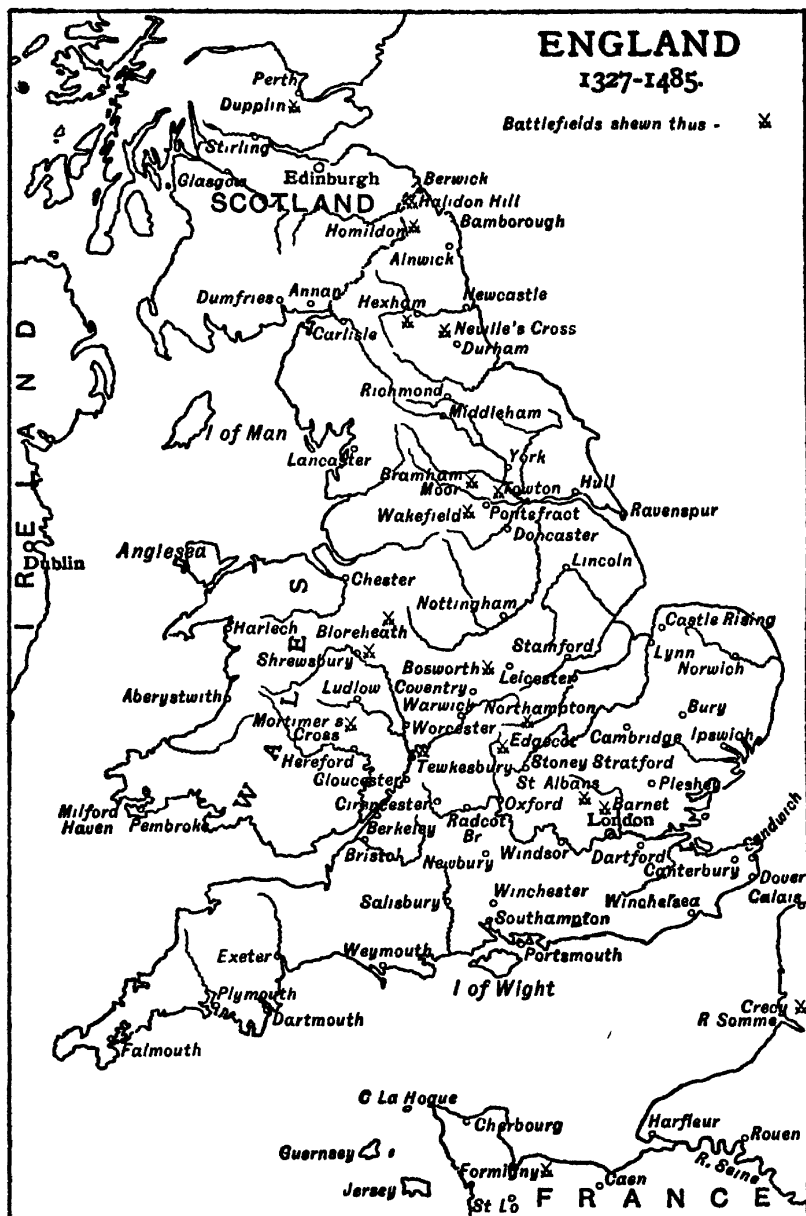 ENGLAND
1327-1485.
Battlefields shewn thus -
Perth
Dupplin
Stirling
Glasgow
Edinburgh
SCOTLAND
Berwick
Halidon Hill
Bamborough
Homildon
Alnwick
Dumfries
Annan
Hexham
Newcastle
Carlisle
Neville's Cross
Durham
IRELAND
Richmond
Middleham
I of Man
Lancaster
York
Bramham
Moor
Towton
Hull
Wakefield
Pontefract
Ravenspur
Doncaster
Dublin
Anglesea
Chester
Lincoln
WALES
Nottingham
Harlech
Bloreheath
Castle Rising
Shrewsbury
Stamford
Lynn
Bosworth
Leicester
Norwich
Aberystwith
Ludlow
Coventry
Warwick
Northampton
Bury
Mortimer s
Cross
Worcester
Edgecot
Cambridge
Ipswich
Hereford
Tewkesbury
Stoney Stratford
Gloucester
St Albans
Pleshey
Milford
Haven
Pembroke
Cirencester
Oxford
Barnet
Radcot
Br
London
Berkeley
Sandwich
Bristol
Newbury
Windsor
Dartford
Canterbury
Dover
Calais
Salisbury
Winchester
Winchelsea
Southampton
Exeter
Weymouth
Portsmouth
I of Wight
Plymouth
Dartmouth
Crecy
R Somme
Falmouth
C La Hogue
Cherbourg
Harfleur
Rouen
Guernsey
R. Seine
Formigny
Caen
Jersey
St Lo
FRANCE